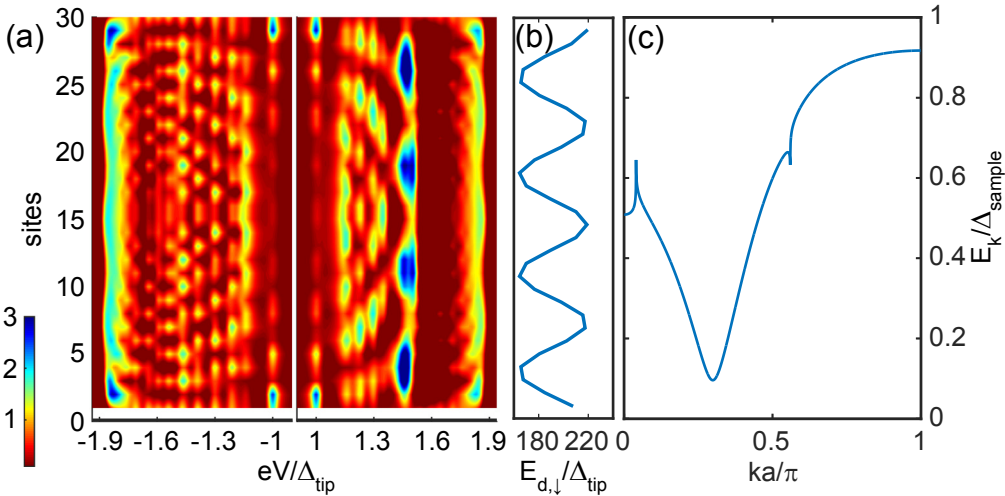 (a)
(b)
(c)
30
25
20
15
10
5
0
sites
3
2
1
-1.9 -1.6 -1.3 -1
1 1.3 1.6 1.9
eV/Δtip
180 220
Ed,↓/Δtip
0 0.5 1
ka/π
1
0.8
0.6
0.4
0.2
0
Ek/Δsample